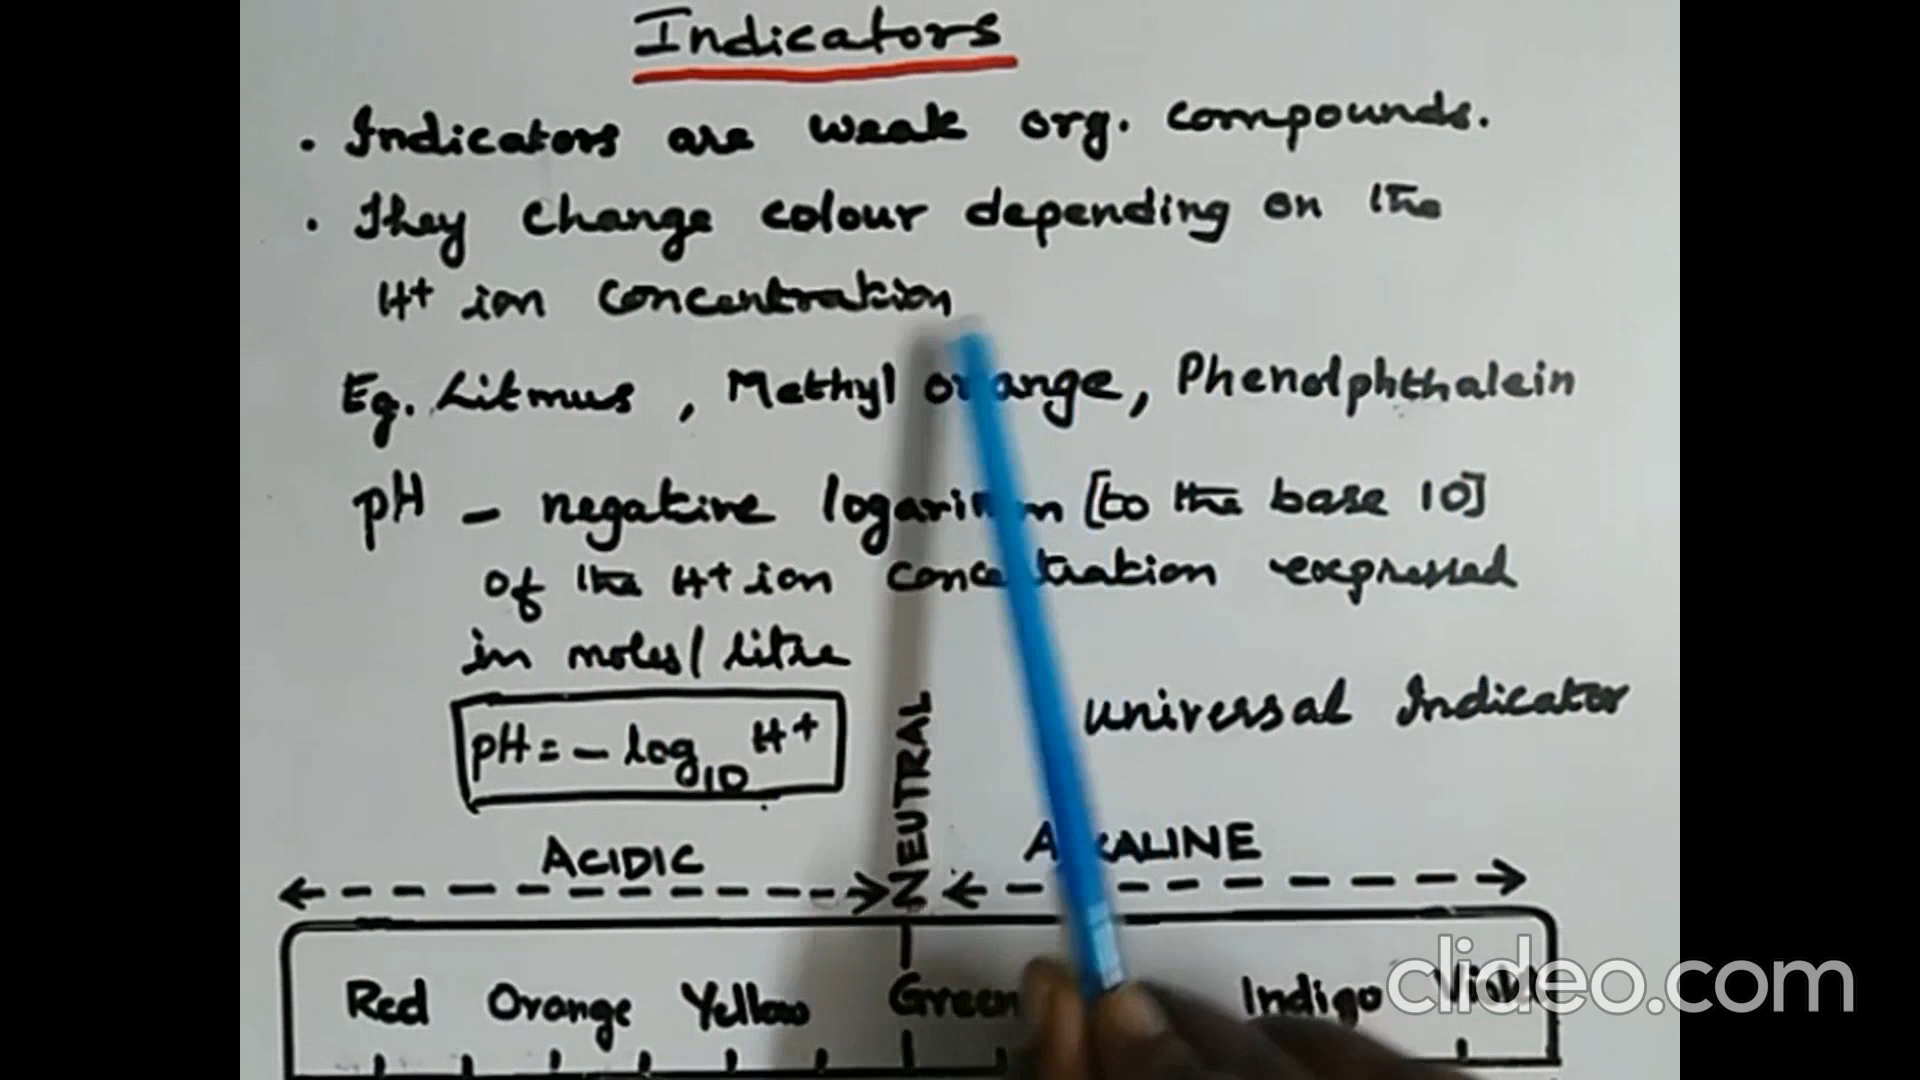 Indicators
. Indicators are weak org. compounds.
. They change colour depending on the
H+ ion concentration
Eg. Litmus, Methyl orange, Phenolphthalein
pH - negative [to the base 10]
of the H+ ion concentration expressed
in moles/litre
pH = - log10 H+
universal Indicator
NEUTRAL
ACIDIC
ALKALINE
Red Orange Yellow Green Indigo
clideo.com